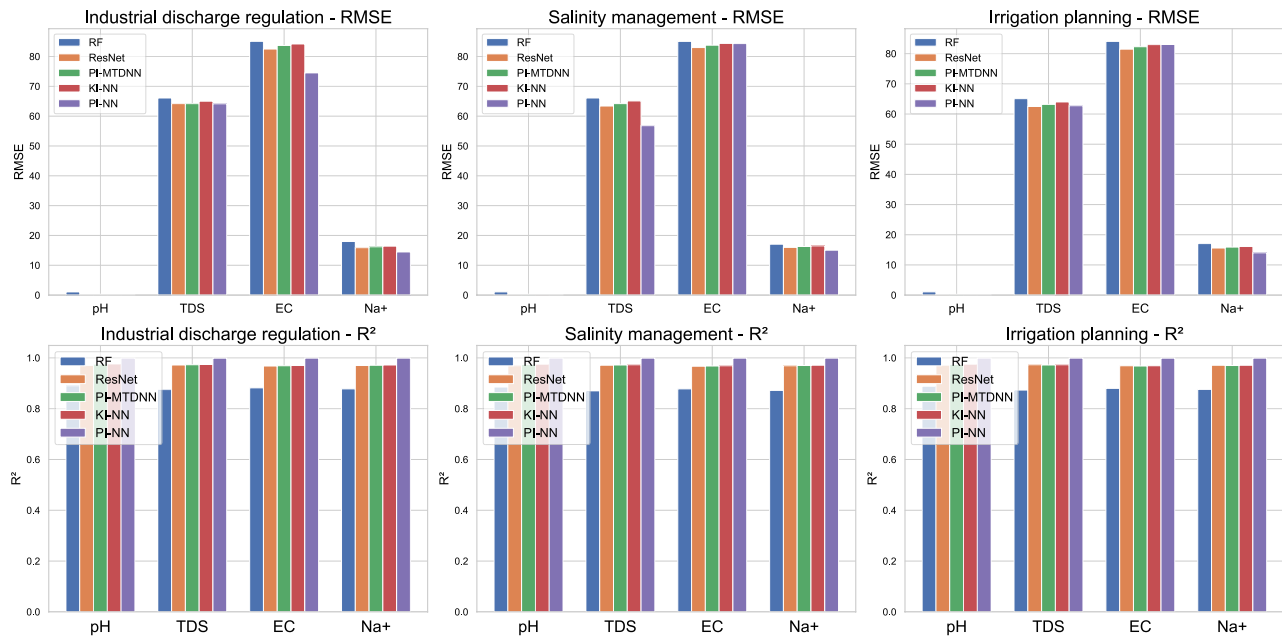 Industrial discharge regulation - RMSE
RF
ResNet
PI-MTDNN
KI-NN
PI-NN
RMSE
80
70
60
50
40
30
20
10
0
pH TDS EC Na+
Salinity management - RMSE
RF
ResNet
PI-MTDNN
KI-NN
PI-NN
RMSE
80
70
60
50
40
30
20
10
0
pH TDS EC Na+
Irrigation planning - RMSE
RF
ResNet
PI-MTDNN
KI-NN
PI-NN
RMSE
80
70
60
50
40
30
20
10
0
pH TDS EC Na+
Industrial discharge regulation - R²
RF
ResNet
PI-MTDNN
KI-NN
PI-NN
R²
1.0
0.8
0.6
0.4
0.2
0.0
pH TDS EC Na+
Salinity management - R²
RF
ResNet
PI-MTDNN
KI-NN
PI-NN
R²
1.0
0.8
0.6
0.4
0.2
0.0
pH TDS EC Na+
Irrigation planning - R²
RF
ResNet
PI-MTDNN
KI-NN
PI-NN
R²
1.0
0.8
0.6
0.4
0.2
0.0
pH TDS EC Na+